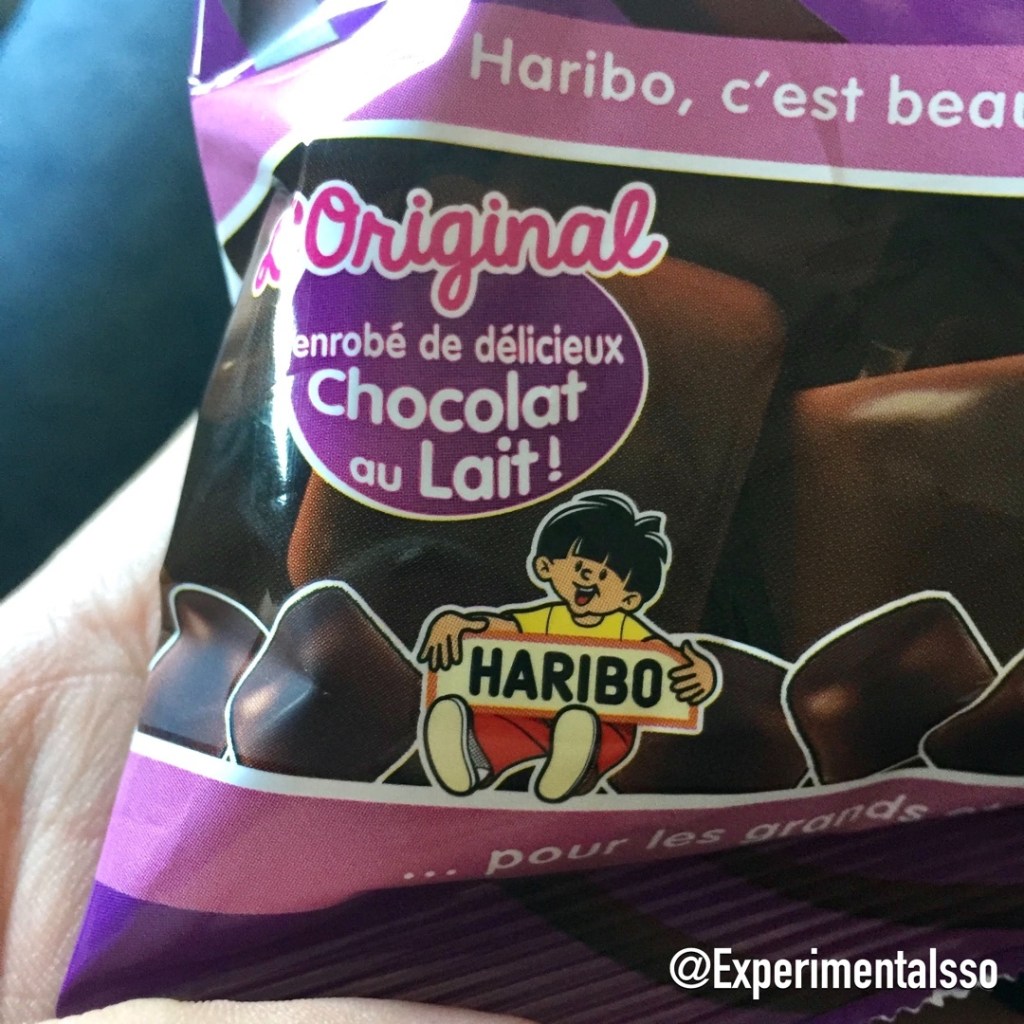 Haribo, c'est beau
L'Original
enrobé de délicieux
Chocolat
au Lait!
HARIBO
... pour les grands
@Experimentalsso